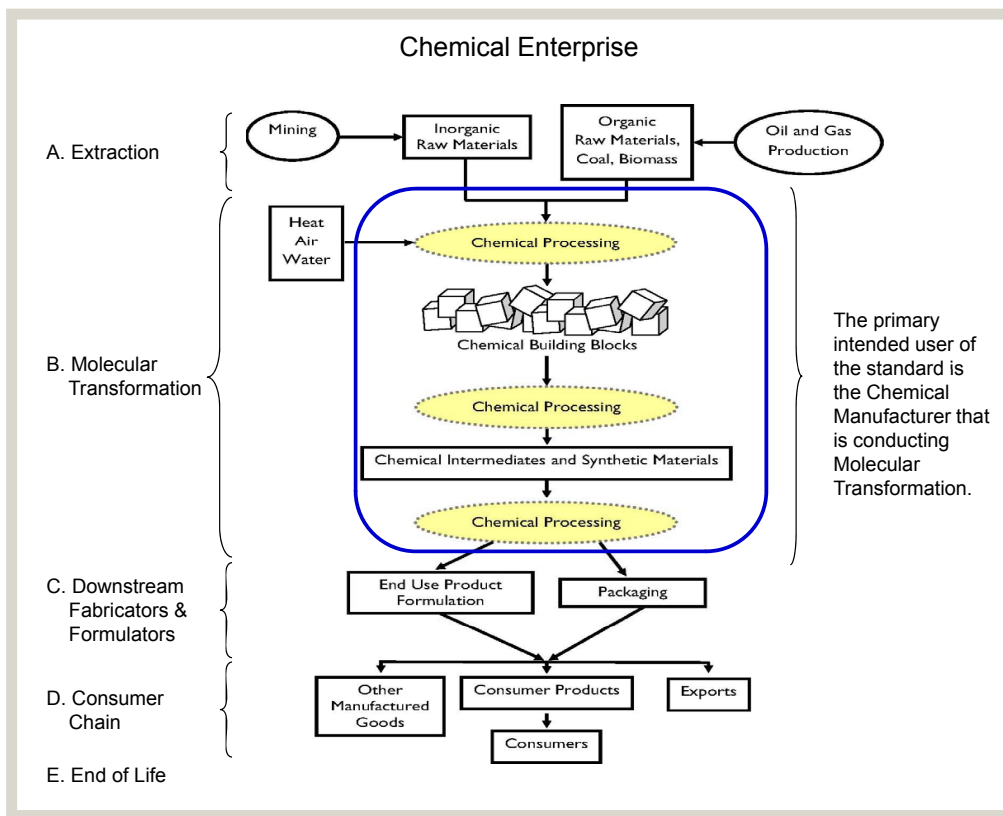 Chemical Enterprise
A. Extraction
Mining
Inorganic
Raw Materials
Organic
Raw Materials,
Coal, Biomass
Oil and Gas
Production
B. Molecular
Transformation
Heat
Air
Water
Chemical Processing
Chemical Building Blocks
Chemical Processing
Chemical Intermediates and Synthetic Materials
Chemical Processing
The primary
intended user of
the standard is
the Chemical
Manufacturer that
is conducting
Molecular
Transformation.
C. Downstream
Fabricators &
Formulators
End Use Product
Formulation
Packaging
D. Consumer
Chain
Other
Manufactured
Goods
Consumer Products
Exports
Consumers
E. End of Life